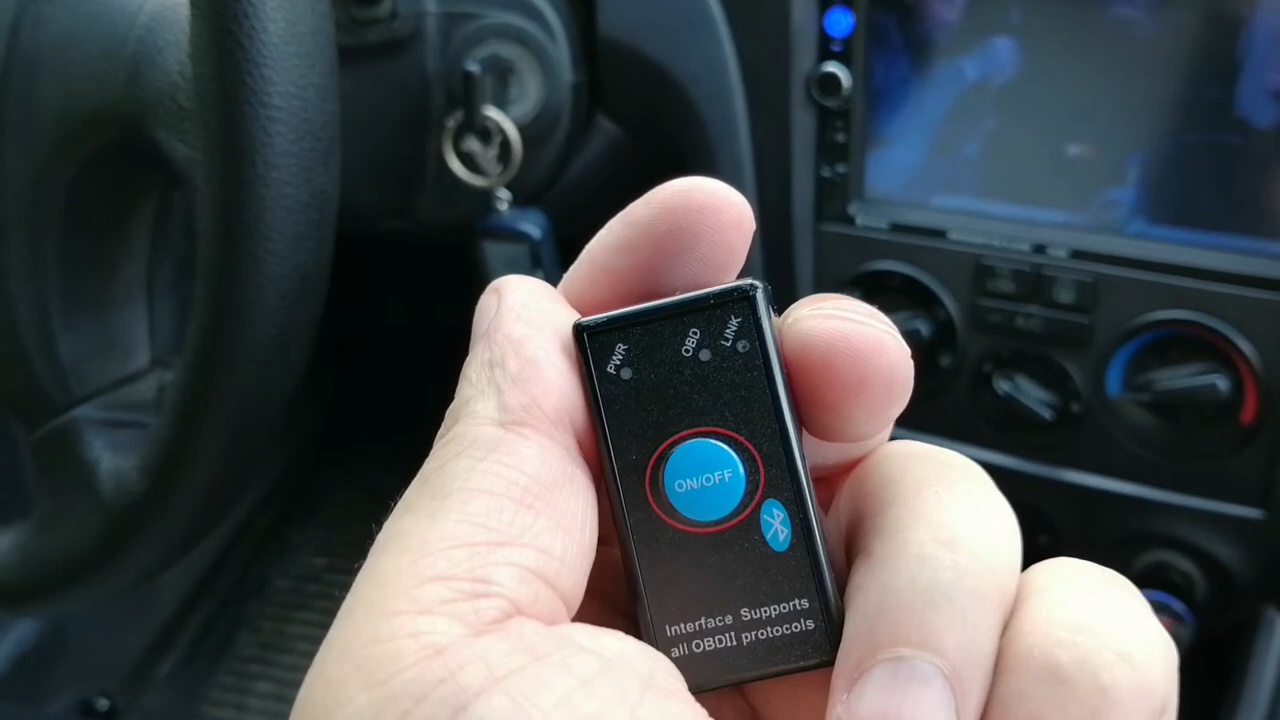 PWR
OBD
LINK
ON/OFF
Interface Supports
all OBDII protocols